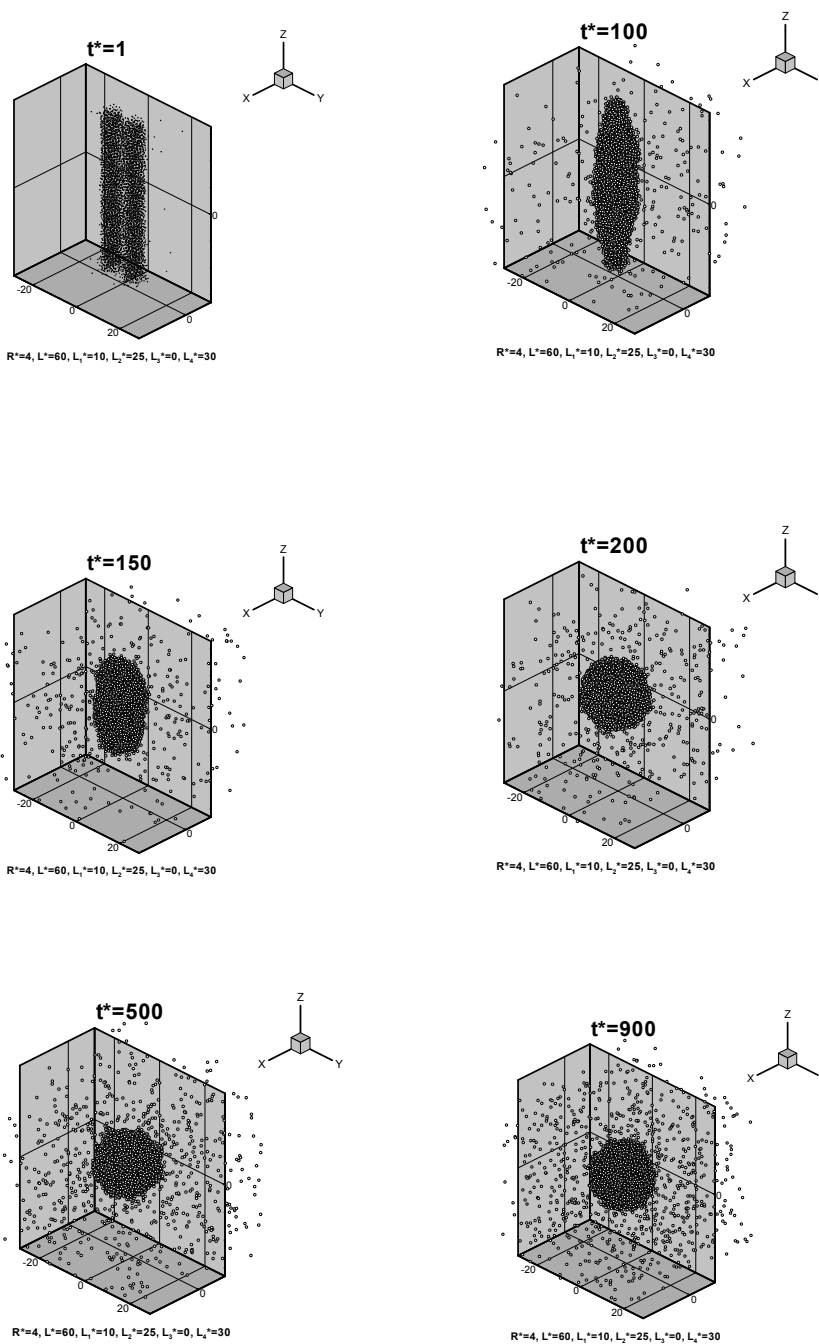 t*=1
Z
X
Y
0
-20
0
20
0
R*=4, L*=60, L₁*=10, L₂*=25, L₃*=0, L₄*=30
t*=100
Z
X
0
-20
0
20
0
R*=4, L*=60, L₁*=10, L₂*=25, L₃*=0, L₄*=30
t*=150
Z
X
Y
0
-20
0
20
0
R*=4, L*=60, L₁*=10, L₂*=25, L₃*=0, L₄*=30
t*=200
Z
X
0
-20
0
20
0
R*=4, L*=60, L₁*=10, L₂*=25, L₃*=0, L₄*=30
t*=500
Z
X
Y
0
-20
0
20
0
R*=4, L*=60, L₁*=10, L₂*=25, L₃*=0, L₄*=30
t*=900
Z
X
0
-20
0
20
0
R*=4, L*=60, L₁*=10, L₂*=25, L₃*=0, L₄*=30